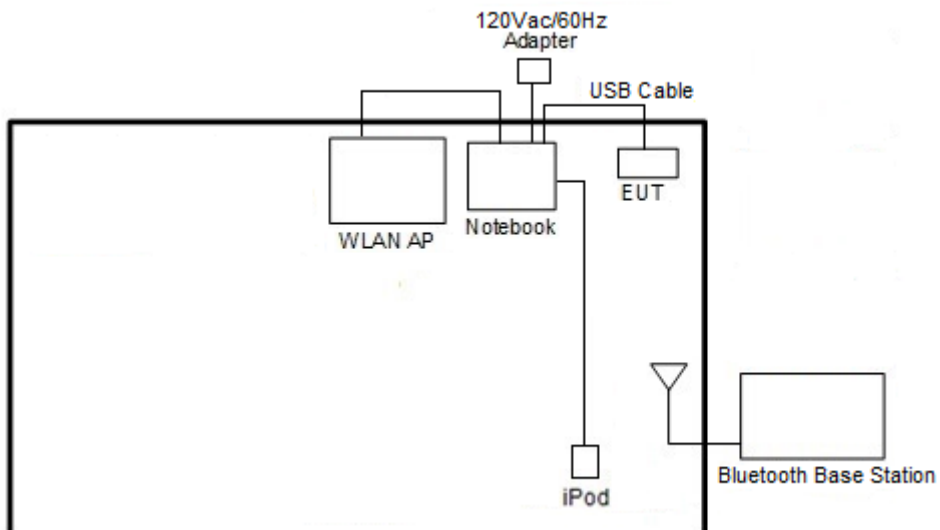 120Vac/60Hz
Adapter
USB Cable
EUT
Notebook
WLAN AP
Bluetooth Base Station
iPod